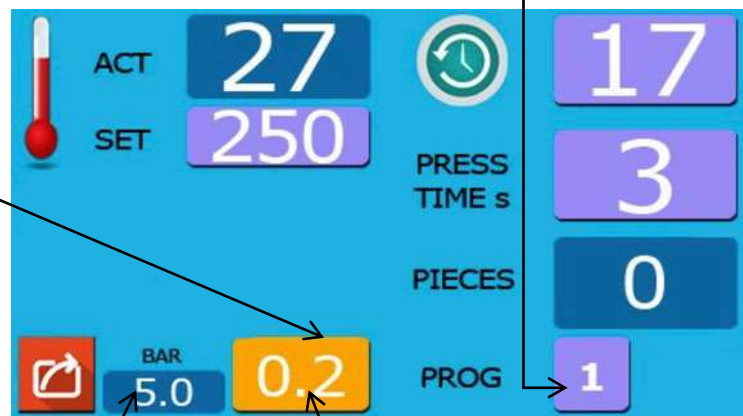 ACT 27
17
SET 250
PRESS
TIME s
3
PIECES 0
BAR
5.0
0.2
PROG 1